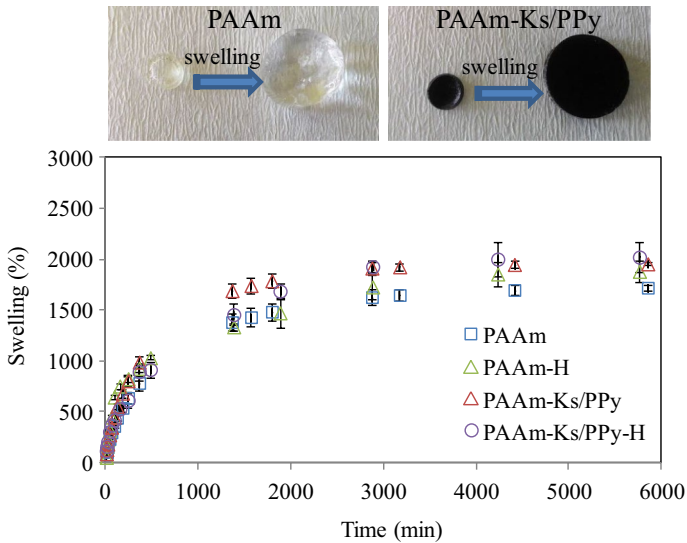 PAAm
swelling
PAAm-Ks/PPy
swelling
3000
2500
2000
1500
1000
500
0
Swelling (%)
PAAm
PAAm-H
PAAm-Ks/PPy
PAAm-Ks/PPy-H
0 1000 2000 3000 4000 5000 6000
Time (min)